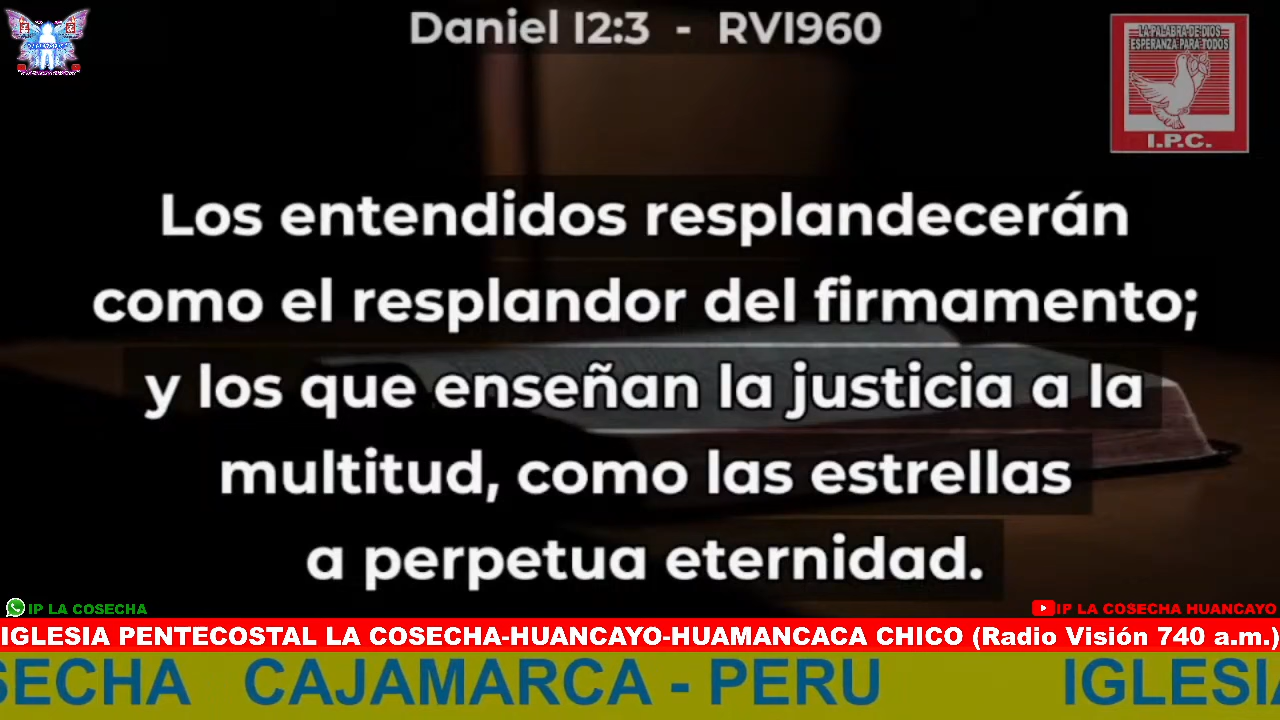 Daniel 12:3 - RV1960
LA PALABRA DE DIOS
ESPERANZA PARA TODOS
I.P.C.
Los entendidos resplandecerán
como el resplandor del firmamento;
y los que enseñan la justicia a la
multitud, como las estrellas
a perpetua eternidad.
IP LA COSECHA
IP LA COSECHA HUANCAYO
IGLESIA PENTECOSTAL LA COSECHA-HUANCAYO-HUAMANCACA CHICO (Radio Visión 740 a.m.)
SECHA CAJAMARCA - PERU IGLESIA